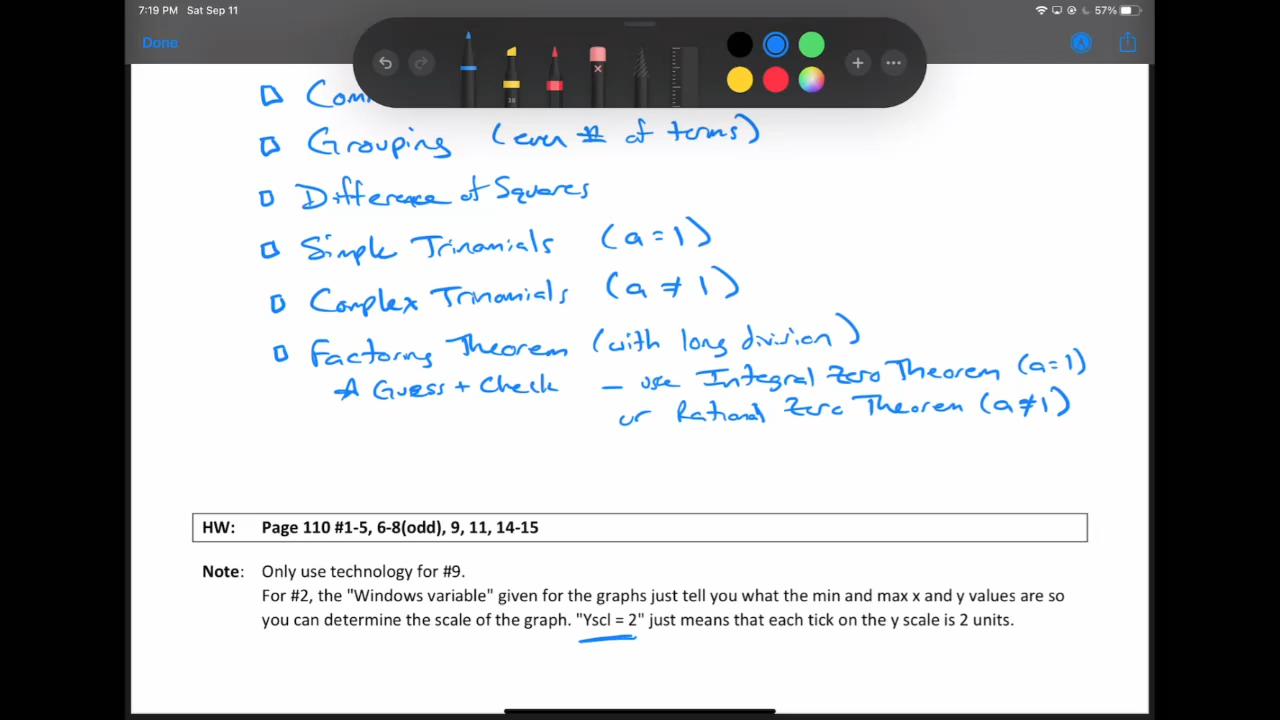 7:19 PM Sat Sep 11
57%
Done
Grouping (even # of terms)
Difference of Squares
Simple Trinomials (a = 1)
Complex Trinomials (a ≠ 1)
Factoring Theorem (with long division)
Guess + Check – use Integral Zero Theorem (a=1)
or Rational Zero Theorem (a≠1)
HW: Page 110 #1-5, 6-8(odd), 9, 11, 14-15
Note: Only use technology for #9.
For #2, the "Windows variable" given for the graphs just tell you what the min and max x and y values are so
you can determine the scale of the graph. "Yscl = 2" just means that each tick on the y scale is 2 units.